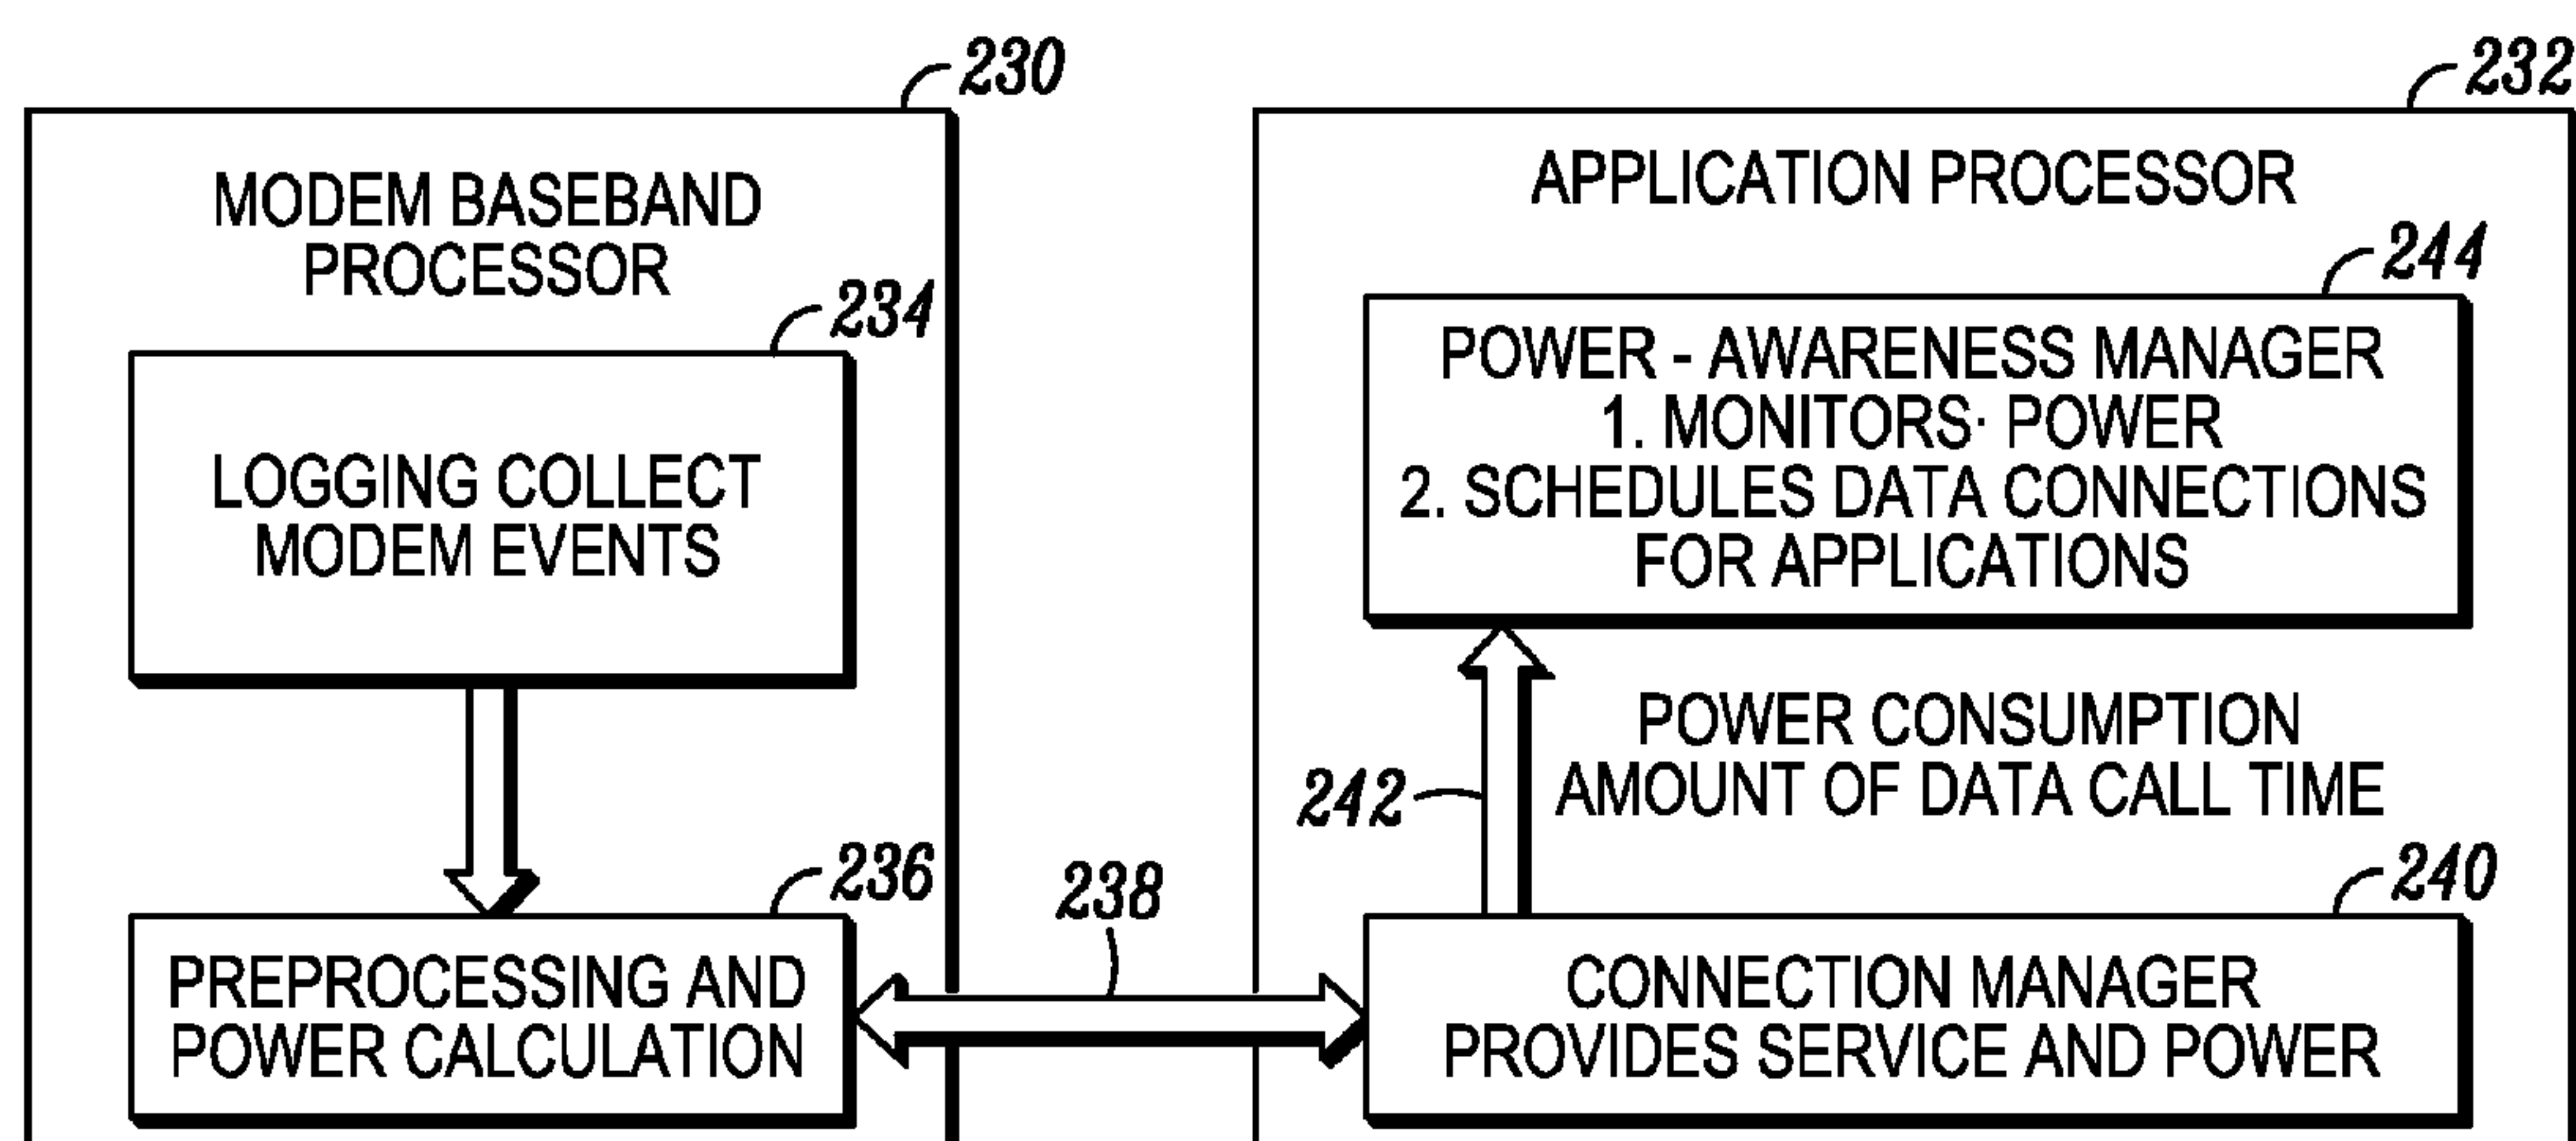 230
MODEM BASEBAND
PROCESSOR
234
LOGGING COLLECT
MODEM EVENTS
236
PREPROCESSING AND
POWER CALCULATION
238
232
APPLICATION PROCESSOR
244
POWER - AWARENESS MANAGER
1. MONITORS· POWER
2. SCHEDULES DATA CONNECTIONS
FOR APPLICATIONS
242
POWER CONSUMPTION
AMOUNT OF DATA CALL TIME
240
CONNECTION MANAGER
PROVIDES SERVICE AND POWER